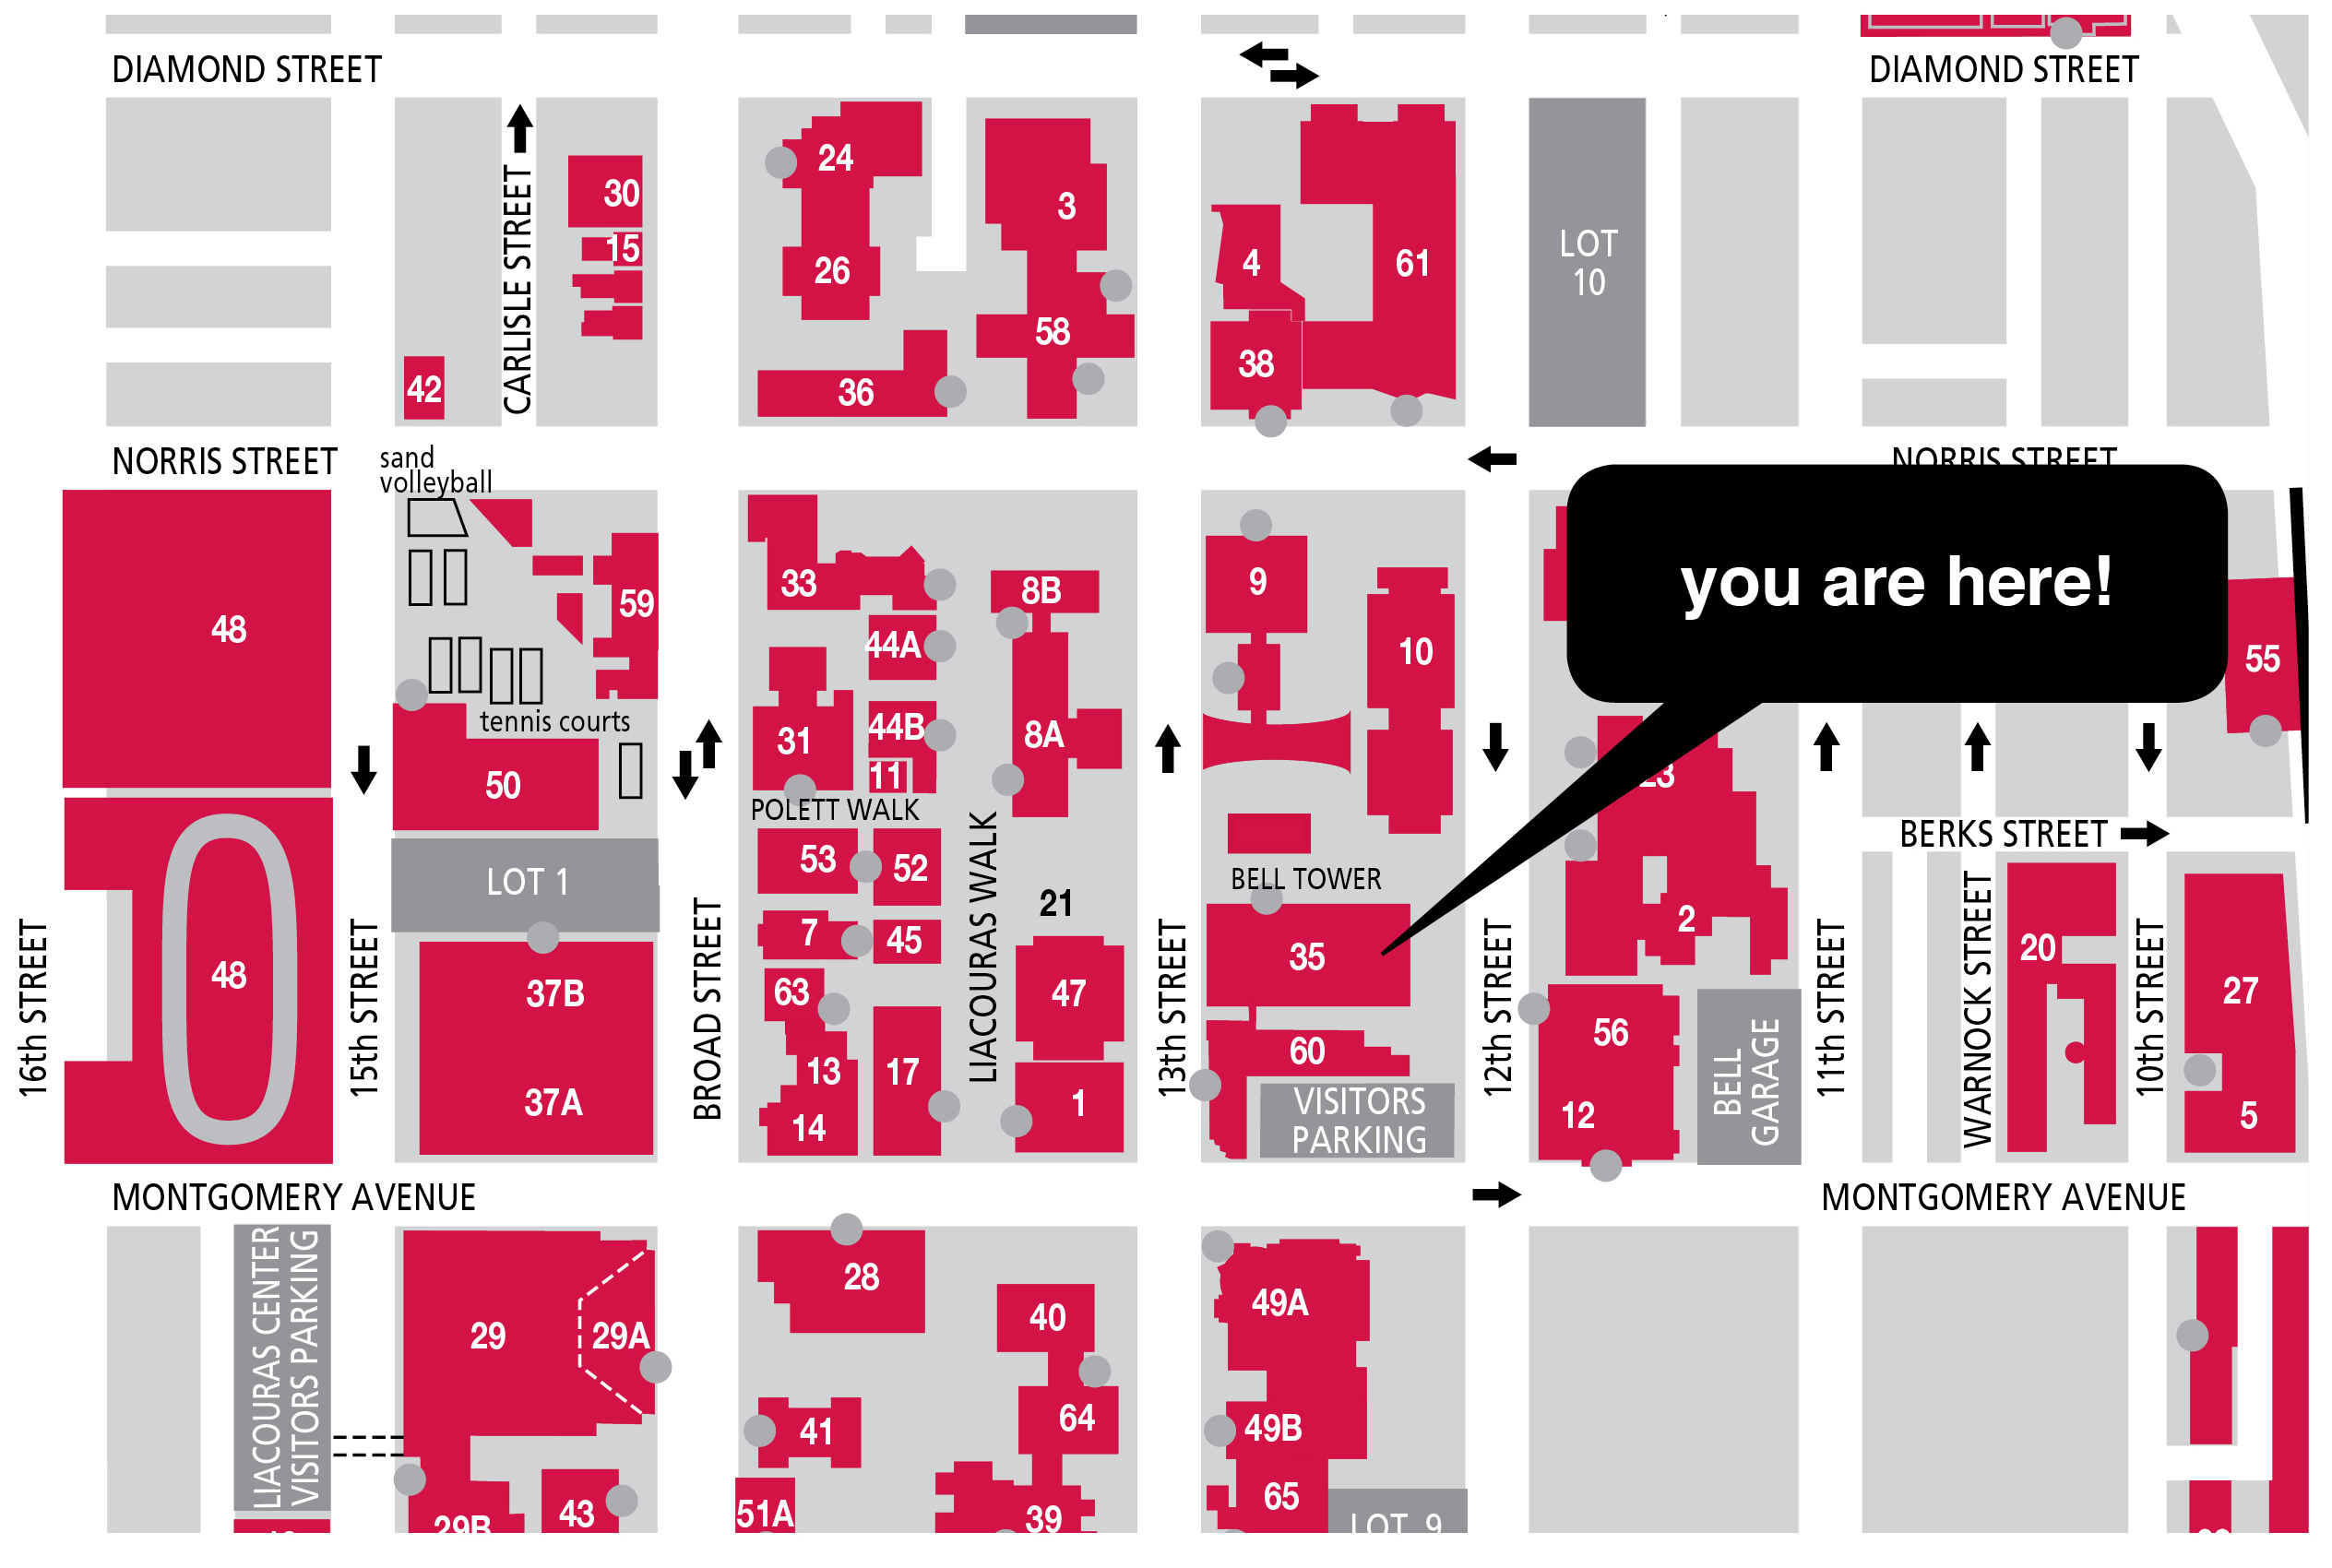 DIAMOND STREET
DIAMOND STREET
CARLISLE STREET
24
30
3
15
4
61
LOT
10
26
58
38
42
36
NORRIS STREET
sand
volleyball
NORRIS STREET
you are here!
48
59
33
8B
9
44A
10
55
tennis courts
31
44B
8A
11
23
50
POLETT WALK
BERKS STREET
LOT 1
53
52
LIACOURAS WALK
BELL TOWER
21
7
45
35
2
20
16th STREET
48
15th STREET
37B
BROAD STREET
63
47
13th STREET
12th STREET
56
BELL
GARAGE
11th STREET
WARNOCK STREET
10th STREET
27
60
13
17
37A
1
VISITORS
PARKING
14
12
5
MONTGOMERY AVENUE
MONTGOMERY AVENUE
LIACOURAS CENTER
VISITORS PARKING
29
29A
28
40
49A
41
64
49B
65
29B
43
51A
39
LOT 9